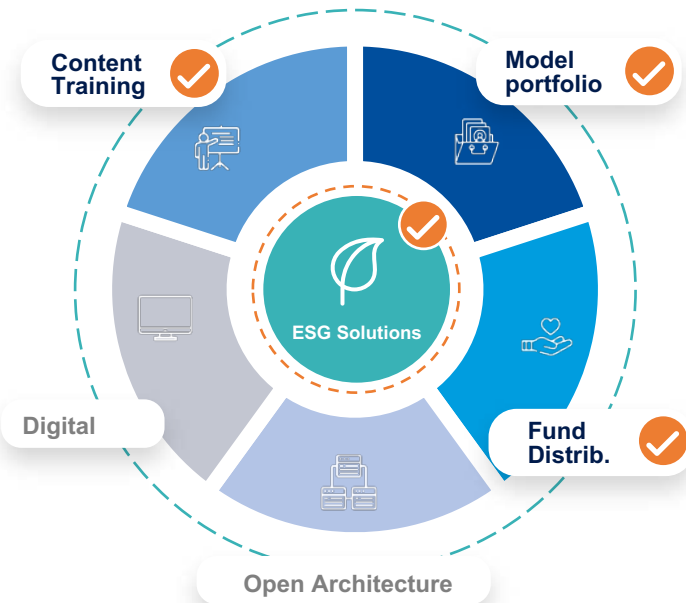 Content
Training
Model
portfolio
ESG Solutions
Digital
Fund
Distrib.
Open Architecture